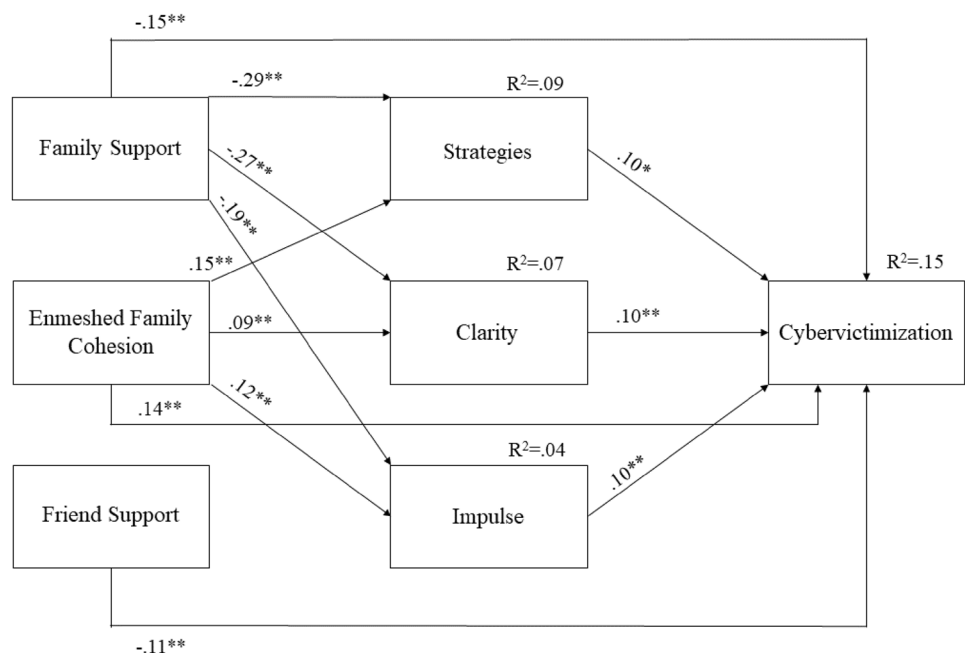 -.15**
-.29**
R²=.09
Family Support
Strategies
-.27**
.10*
-.19**
.15**
R²=.07
R²=.15
Enmeshed Family
Cohesion
.09**
Clarity
.10**
Cybervictimization
.12**
.14**
R²=.04
Friend Support
Impulse
.10**
-.11**